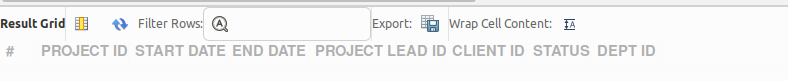 Result Grid Filter Rows: Export: Wrap Cell Content: IA
# PROJECT ID START DATE END DATE PROJECT LEAD ID CLIENT ID STATUS DEPT ID